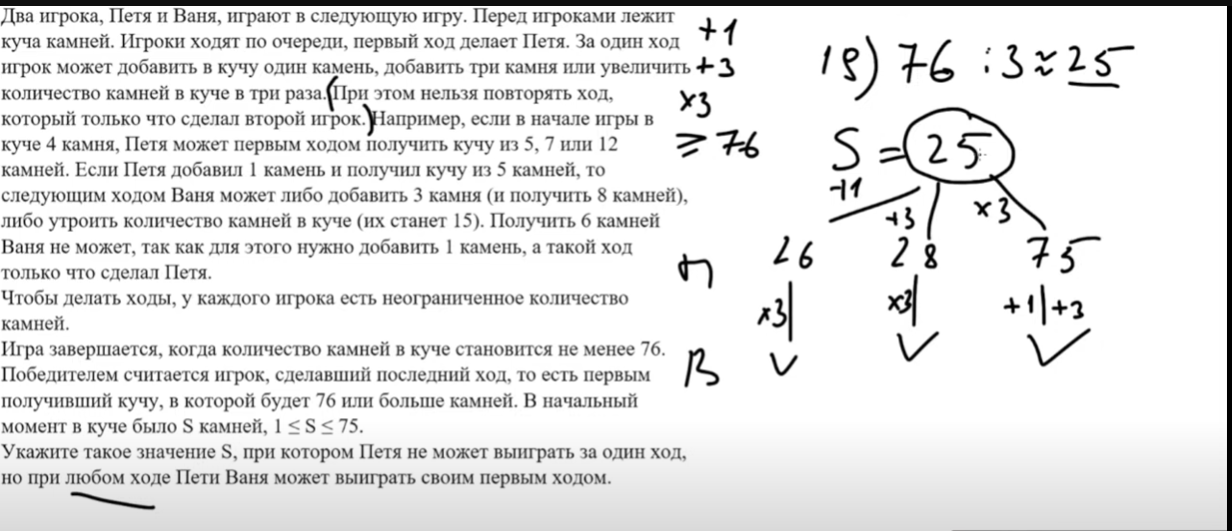 Два игрока, Петя и Ваня, играют в следующую игру. Перед игроками лежит
куча камней. Игроки ходят по очереди, первый ход делает Петя. За один ход
игрок может добавить в кучу один камень, добавить три камня или увеличить
количество камней в куче в три раза. (При этом нельзя повторять ход,
который только что сделал второй игрок.) Например, если в начале игры в
куче 4 камня, Петя может первым ходом получить кучу из 5, 7 или 12
камней. Если Петя добавил 1 камень и получил кучу из 5 камней, то
следующим ходом Ваня может либо добавить 3 камня (и получить 8 камней),
либо утроить количество камней в куче (их станет 15). Получить 6 камней
Ваня не может, так как для этого нужно добавить 1 камень, а такой ход
только что сделал Петя.
Чтобы делать ходы, у каждого игрока есть неограниченное количество
камней.
Игра завершается, когда количество камней в куче становится не менее 76.
Победителем считается игрок, сделавший последний ход, то есть первым
получивший кучу, в которой будет 76 или больше камней. В начальный
момент в куче было S камней, 1 ≤ S ≤ 75.
Укажите такое значение S, при котором Петя не может выиграть за один ход,
но при любом ходе Пети Ваня может выиграть своим первым ходом.
+1
+3
×3
≥ 76
19) 76 : 3 ≈ 25
S = 25
+1 +3 ×3
П 26 28 75
×3 ×3 +1 +3
В